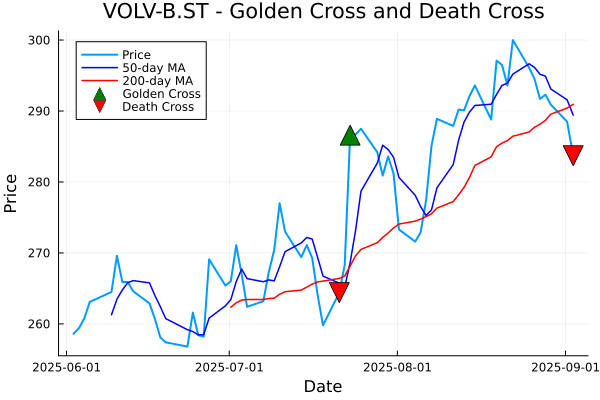 VOLV-B.ST - Golden Cross and Death Cross
Price
50-day MA
200-day MA
Golden Cross
Death Cross
300
290
280
270
260
Price
2025-06-01
2025-07-01
2025-08-01
2025-09-01
Date